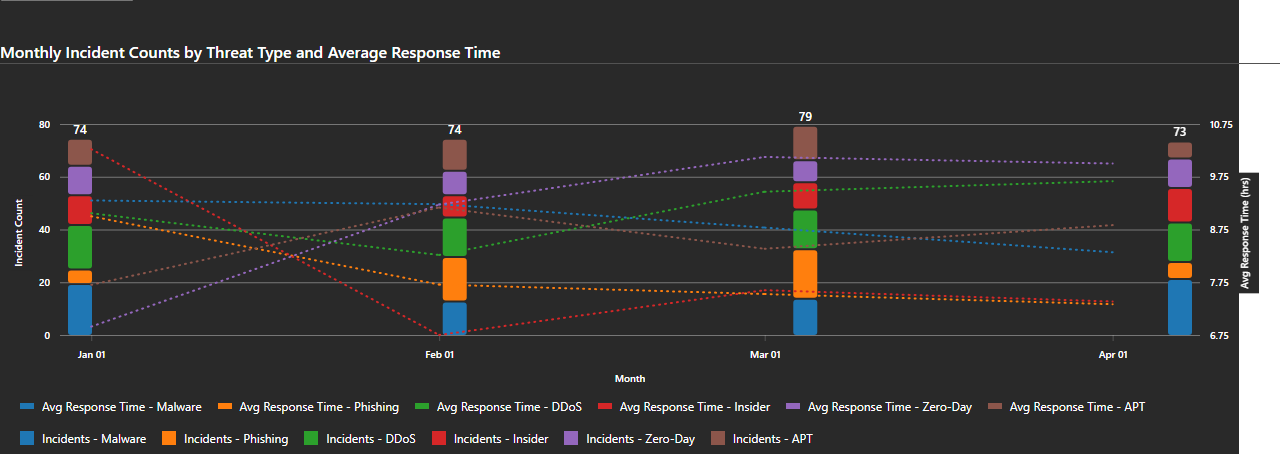 Monthly Incident Counts by Threat Type and Average Response Time
74 74 79 73
80 10.75
60 9.75
40 8.75
20 7.75
0 6.75
Incident Count
Avg Response Time (hrs)
Jan 01 Feb 01 Mar 01 Apr 01
Month
Avg Response Time - Malware Avg Response Time - Phishing Avg Response Time - DDoS Avg Response Time - Insider Avg Response Time - Zero-Day Avg Response Time - APT
Incidents - Malware Incidents - Phishing Incidents - DDoS Incidents - Insider Incidents - Zero-Day Incidents - APT